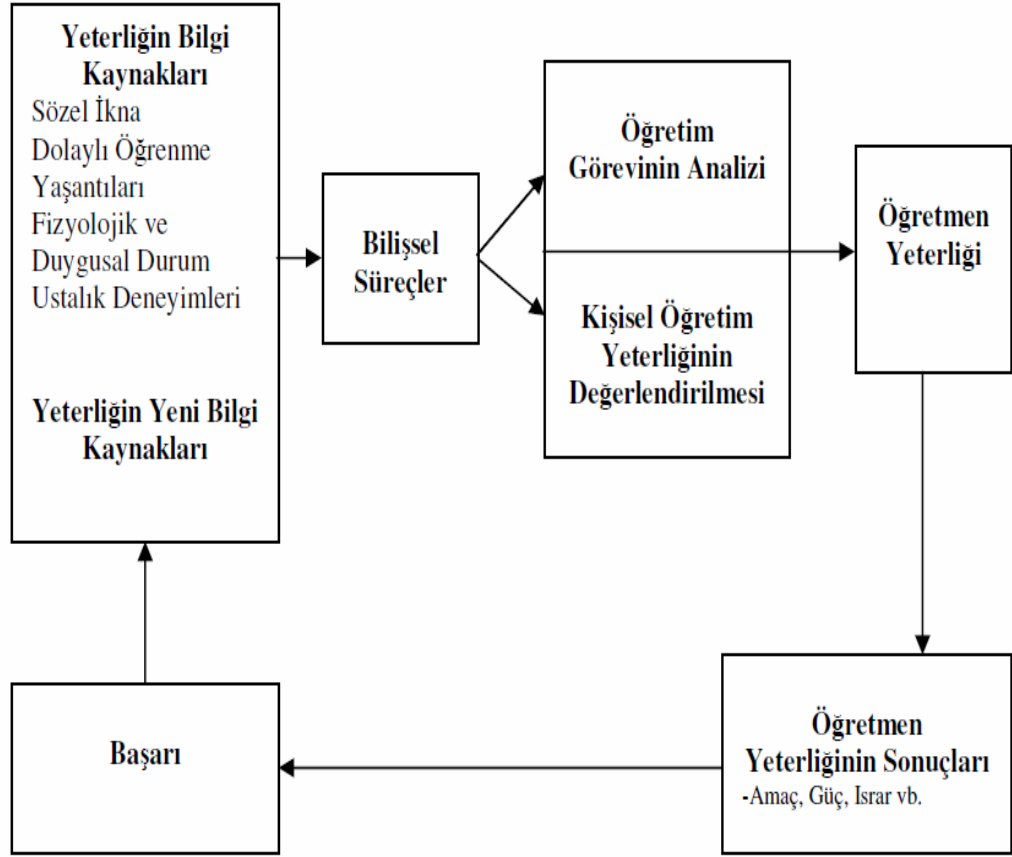 Yeterliğin Bilgi
Kaynakları
Sözel İkna
Dolaylı Öğrenme
Yaşantıları
Fizyolojik ve
Duygusal Durum
Ustalık Deneyimleri
Yeterliğin Yeni Bilgi
Kaynakları
Bilişsel
Süreçler
Öğretim
Görevinin Analizi
Kişisel Öğretim
Yeterliğinin
Değerlendirilmesi
Öğretmen
Yeterliği
Öğretmen
Yeterliğinin Sonuçları
-Amaç, Güç, Israr vb.
Başarı